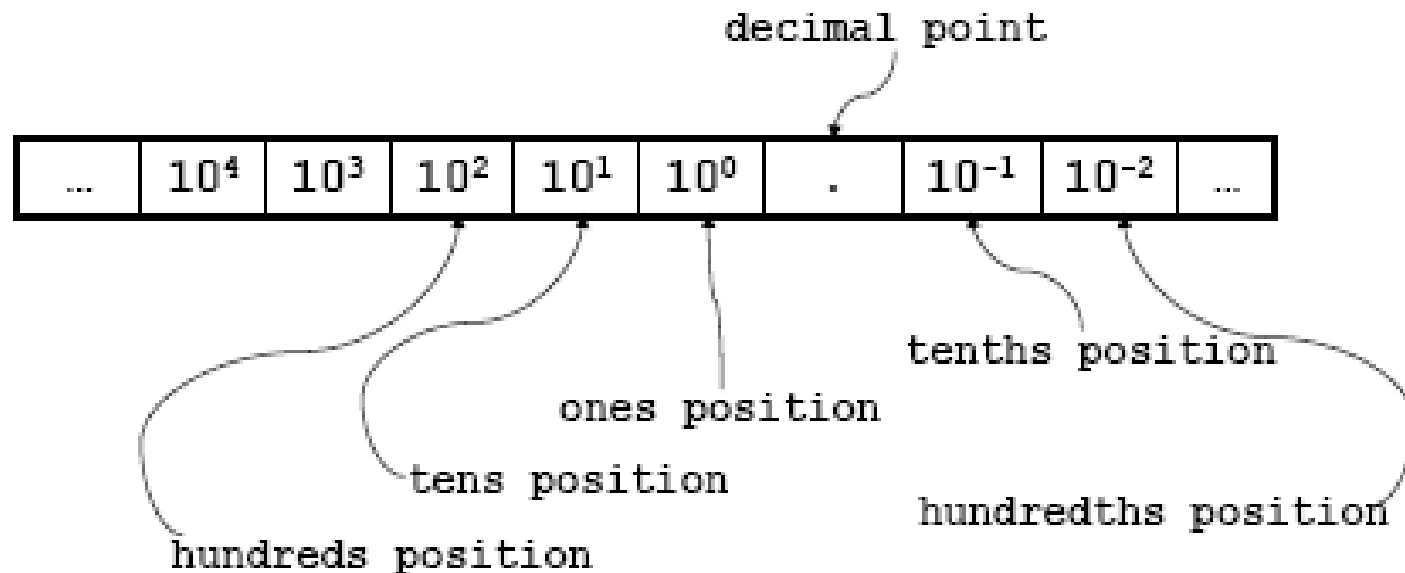 decimal point
… 10⁴ 10³ 10² 10¹ 10⁰ . 10⁻¹ 10⁻² …
tenths position
ones position
tens position
hundredths position
hundreds position